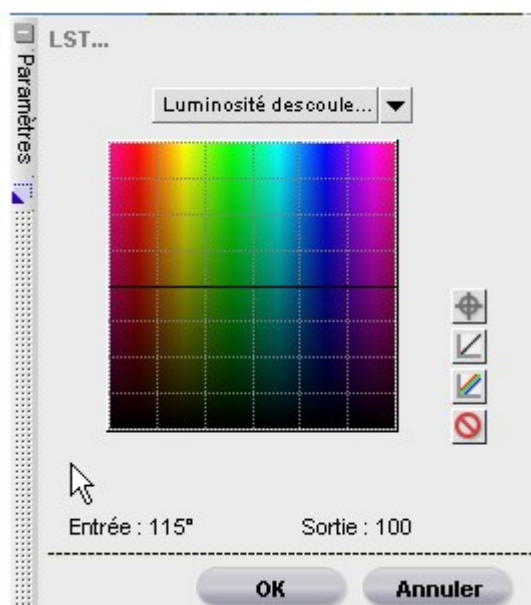 LST...
Paramètres
Luminosité descoule...
Entrée : 115° Sortie : 100
OK Annuler